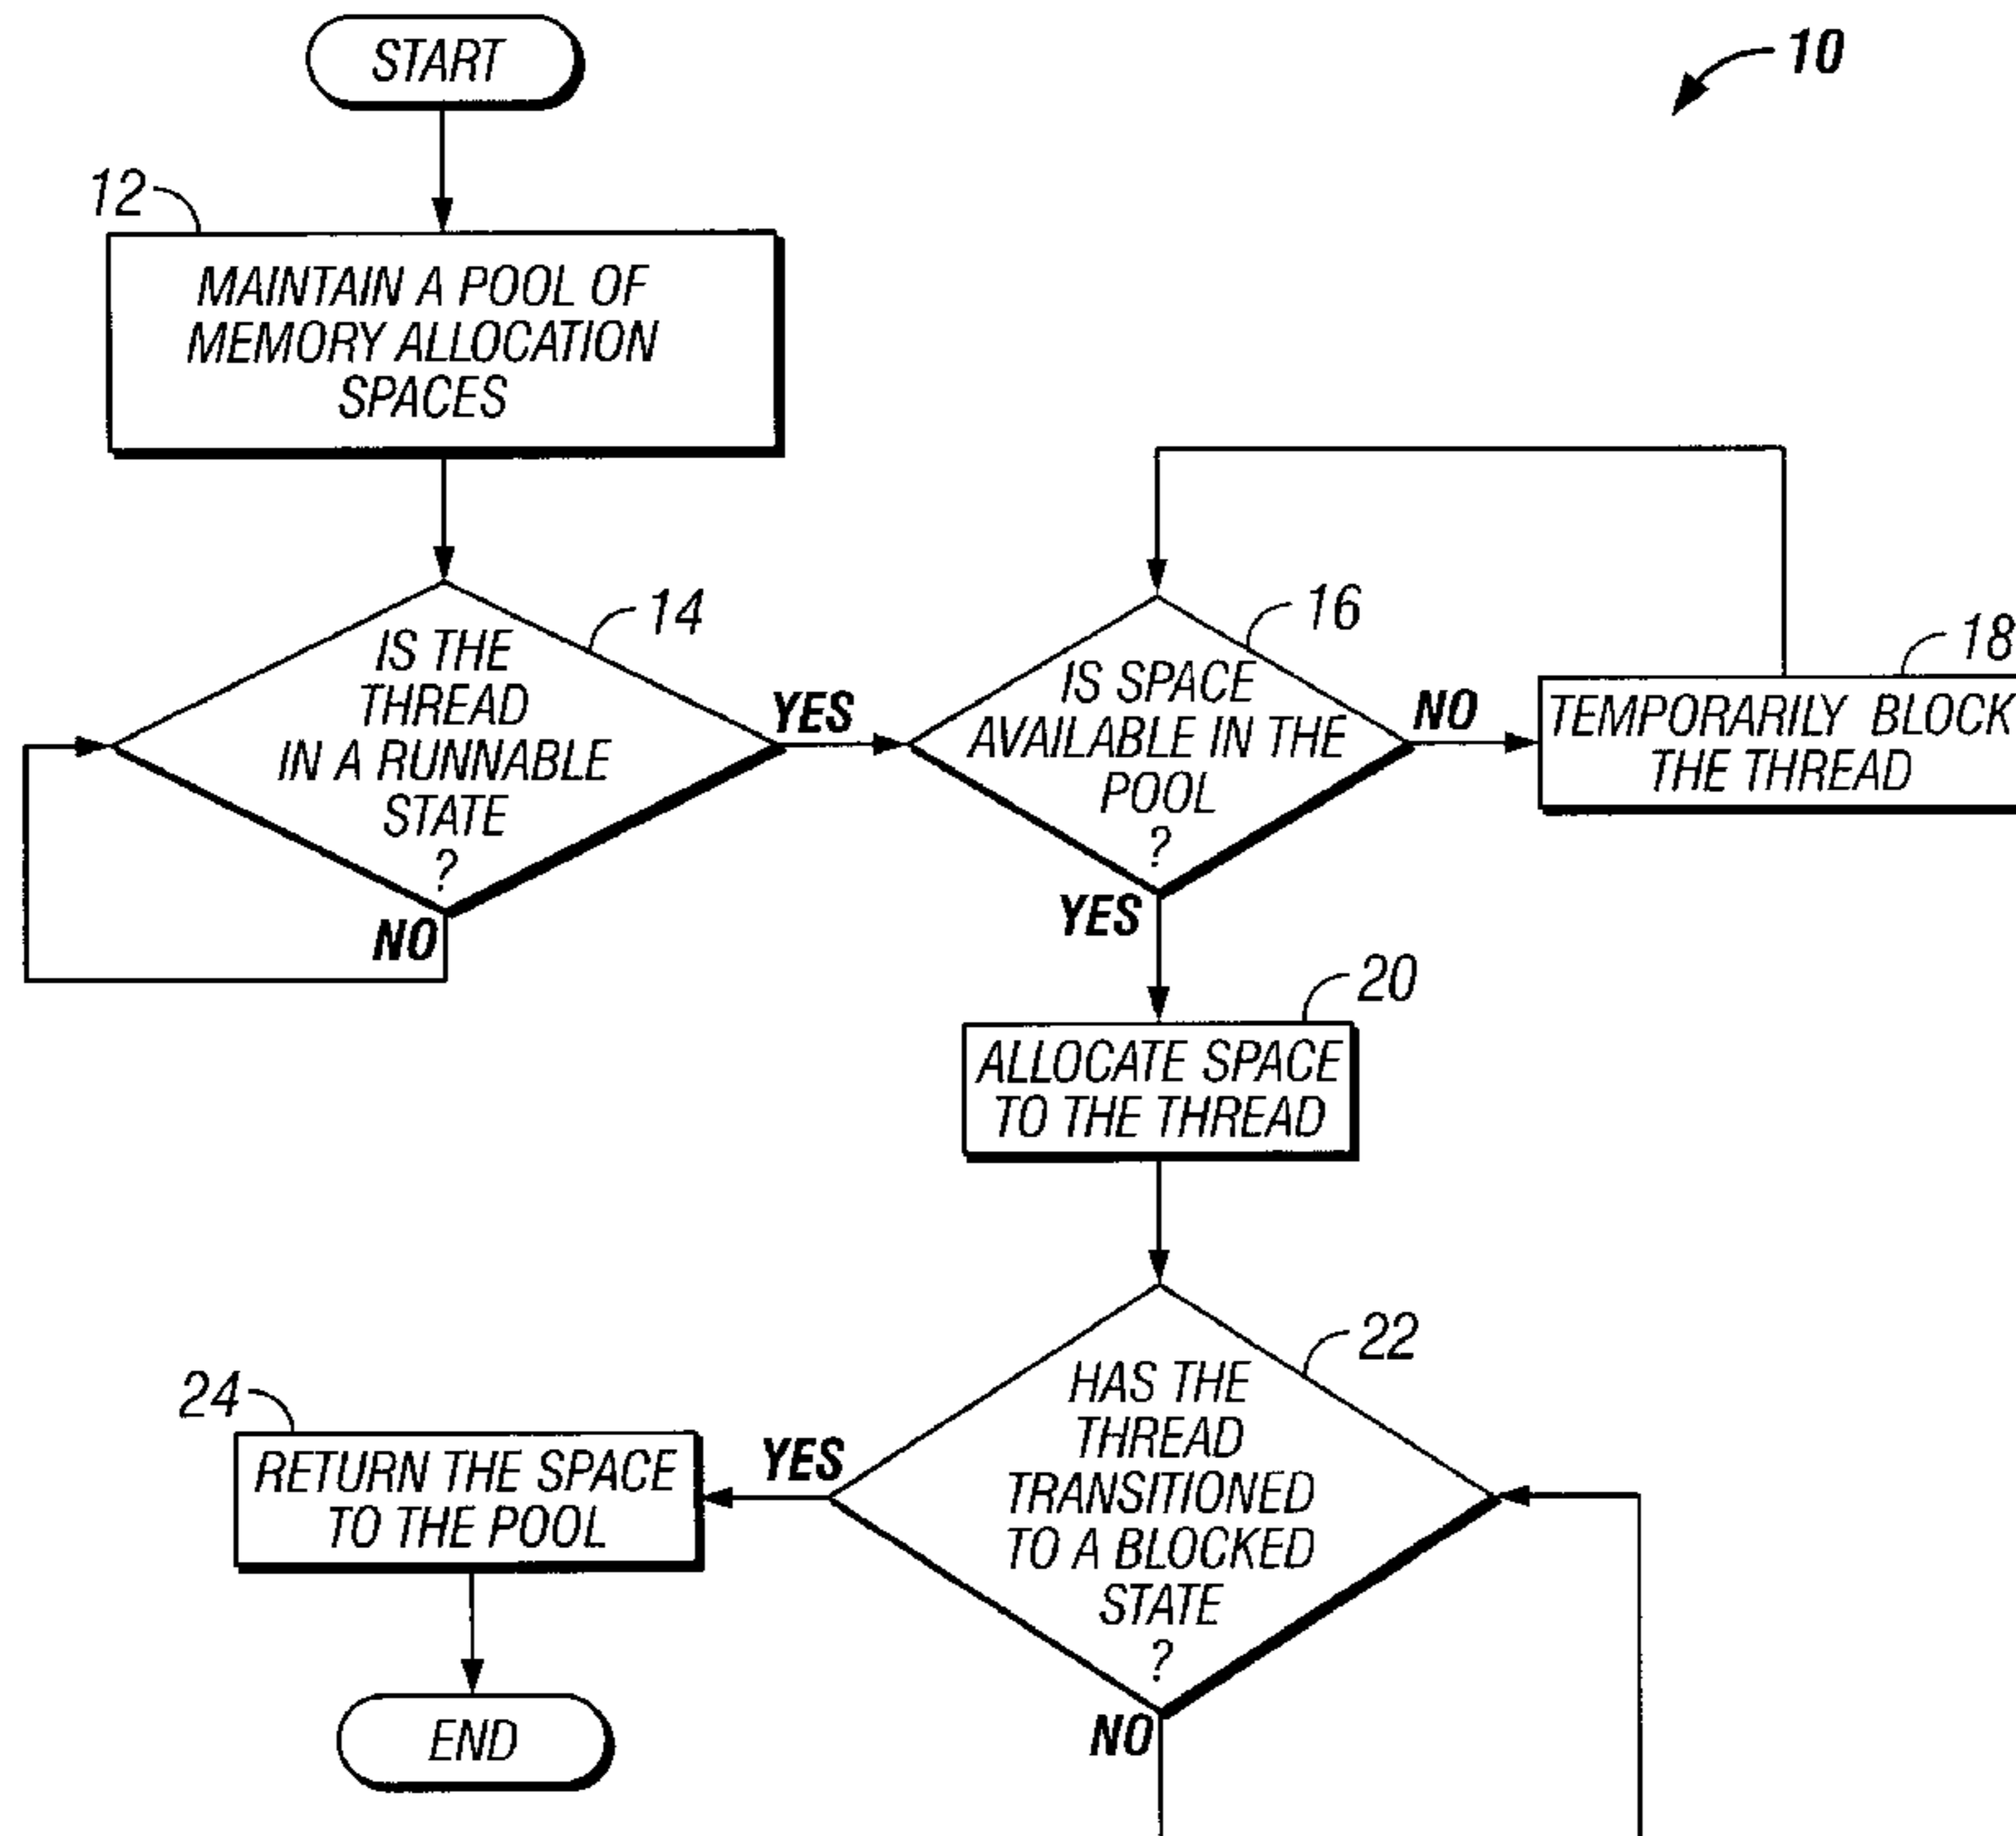 START
10
12
MAINTAIN A POOL OF
MEMORY ALLOCATION
SPACES
14
IS THE
THREAD
IN A RUNNABLE
STATE
?
YES
NO
16
IS SPACE
AVAILABLE IN THE
POOL
?
NO
YES
18
TEMPORARILY BLOCK
THE THREAD
20
ALLOCATE SPACE
TO THE THREAD
22
HAS THE
THREAD
TRANSITIONED
TO A BLOCKED
STATE
?
YES
NO
24
RETURN THE SPACE
TO THE POOL
END